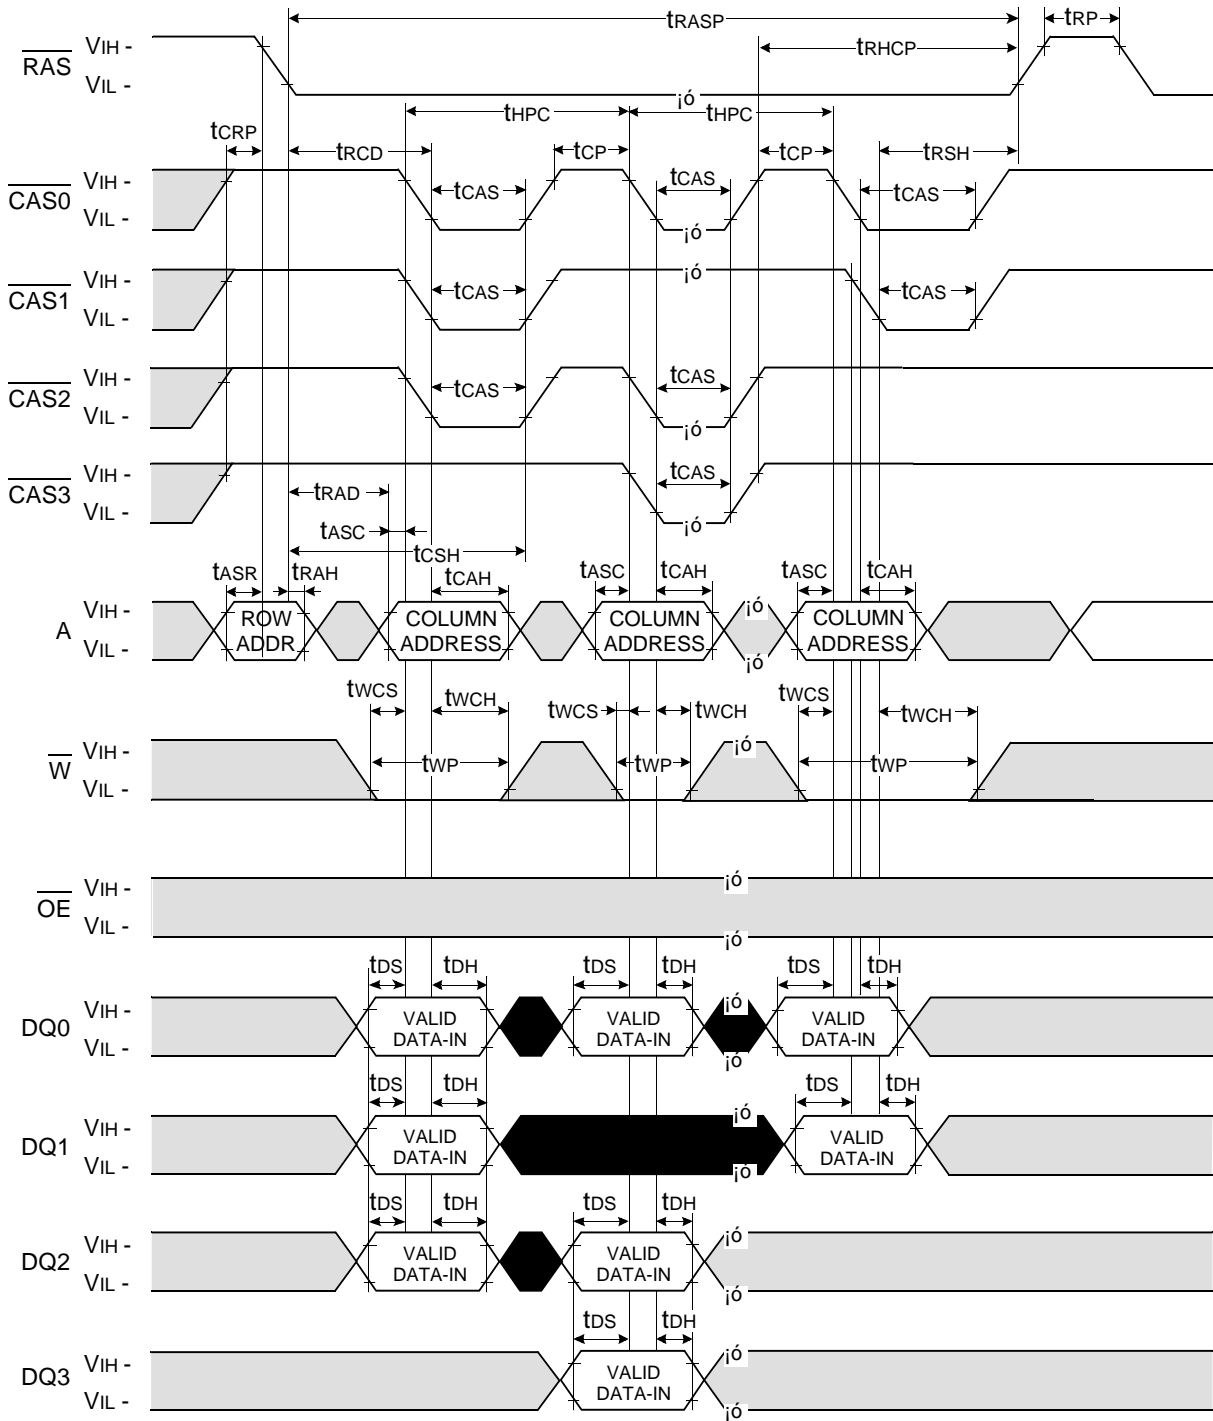 tRASP tRP
RAS VIH - tRHCP
VIL -
¡ó
tHPC tHPC
tCRP tRCD tCP tCP tRSH
CAS0 VIH - tCAS tCAS tCAS
VIL -
¡ó
CAS1 VIH - ¡ó
tCAS tCAS
VIL -
CAS2 VIH -
tCAS tCAS
VIL - ¡ó
CAS3 VIH -
tCAS
tRAD
VIL - ¡ó
tASC
tCSH
tASR tRAH tCAH tASC tCAH tASC tCAH
A VIH - ROW ADDR COLUMN ADDRESS COLUMN ADDRESS ¡ó COLUMN ADDRESS
VIL - ¡ó
tWCS tWCH tWCS tWCH tWCS tWCH
W VIH - ¡ó
tWP tWP tWP
VIL -
OE VIH - ¡ó
VIL - ¡ó
tDS tDH tDS tDH tDS tDH
DQ0 VIH - VALID DATA-IN VALID DATA-IN ¡ó VALID DATA-IN
VIL - ¡ó
tDS tDH tDS tDH
DQ1 VIH - VALID DATA-IN ¡ó VALID DATA-IN
VIL - ¡ó
tDS tDH tDS tDH
DQ2 VIH - VALID DATA-IN VALID DATA-IN ¡ó
VIL - ¡ó
tDS tDH
DQ3 VIH - VALID DATA-IN ¡ó
VIL - ¡ó